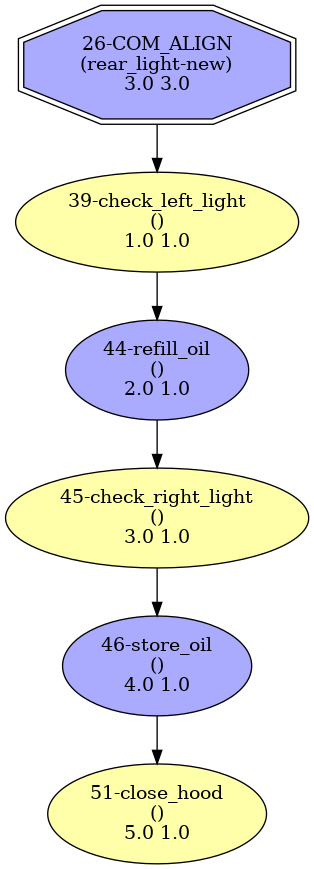 26-COM_ALIGN
(rear_light-new)
3.0 3.0
39-check_left_light
()
1.0 1.0
44-refill_oil
()
2.0 1.0
45-check_right_light
()
3.0 1.0
46-store_oil
()
4.0 1.0
51-close_hood
()
5.0 1.0